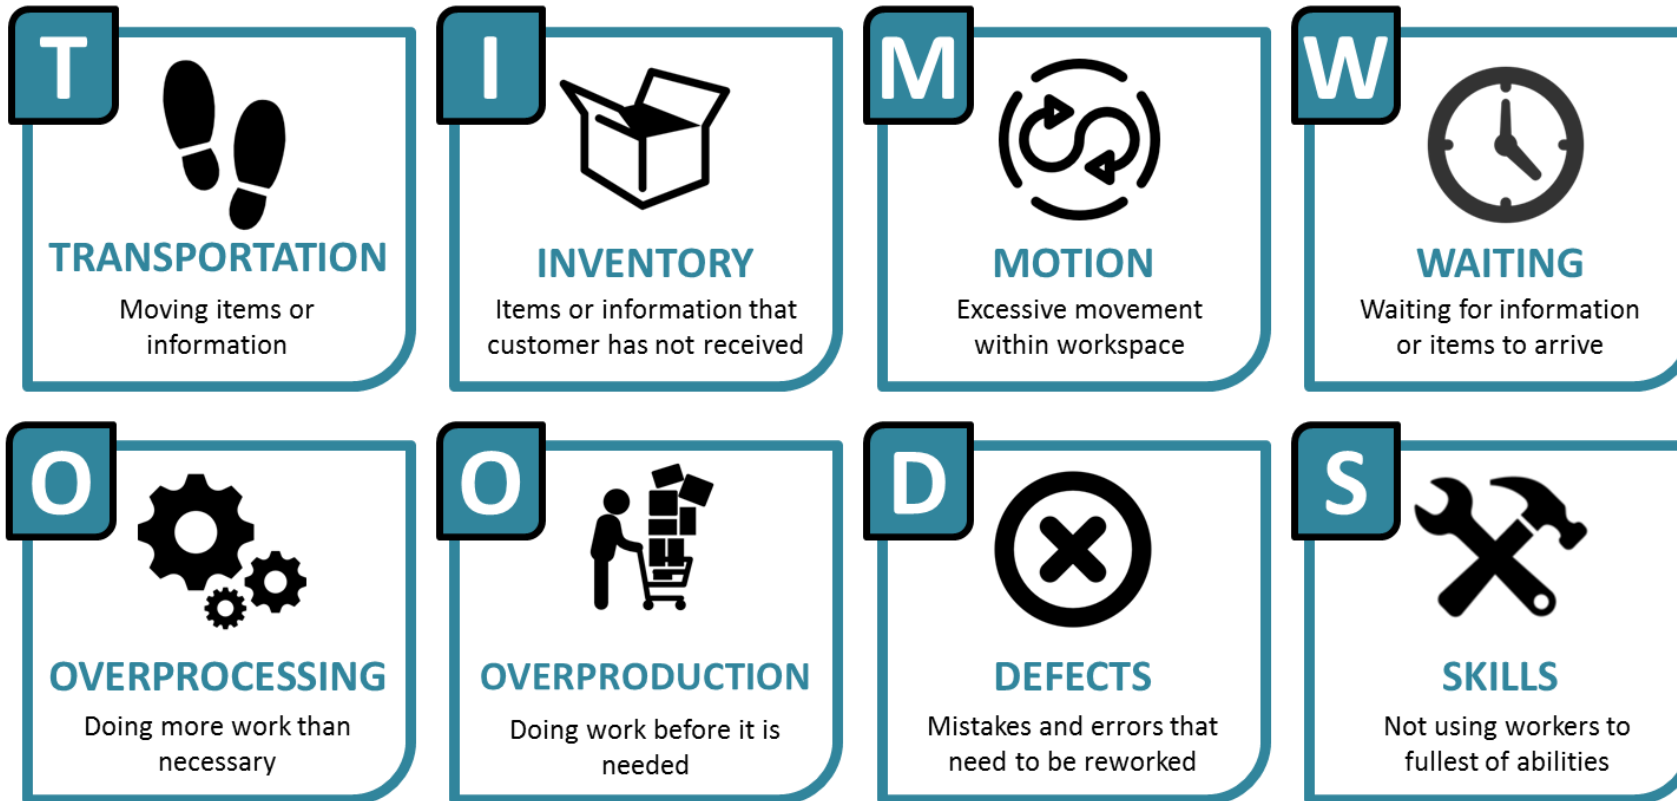 T
TRANSPORTATION
Moving items or
information
I
INVENTORY
Items or information that
customer has not received
M
MOTION
Excessive movement
within workspace
W
WAITING
Waiting for information
or items to arrive
O
OVERPROCESSING
Doing more work than
necessary
O
OVERPRODUCTION
Doing work before it is
needed
D
DEFECTS
Mistakes and errors that
need to be reworked
S
SKILLS
Not using workers to
fullest of abilities